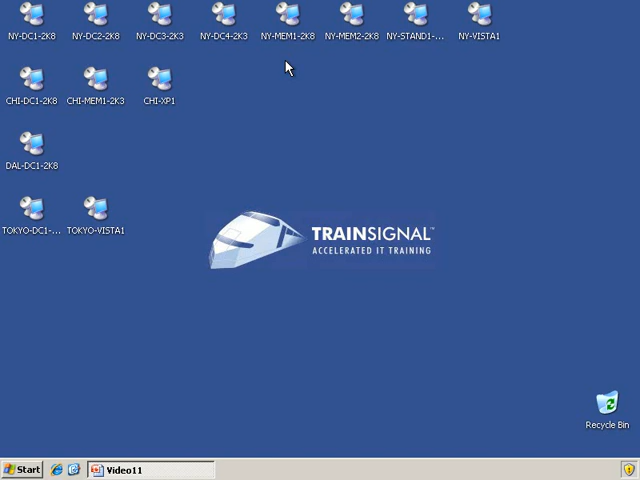 NY-DC1-2K8 NY-DC2-2K8 NY-DC3-2K3 NY-DC4-2K3 NY-MEM1-2K8 NY-MEM2-2K8 NY-STAND1-... NY-VISTA1
CHI-DC1-2K8 CHI-MEM1-2K3 CHI-XP1
DAL-DC1-2K8
TOKYO-DC1-... TOKYO-VISTA1
TRAINSIGNAL™
ACCELERATED IT TRAINING
Recycle Bin
Start Video11